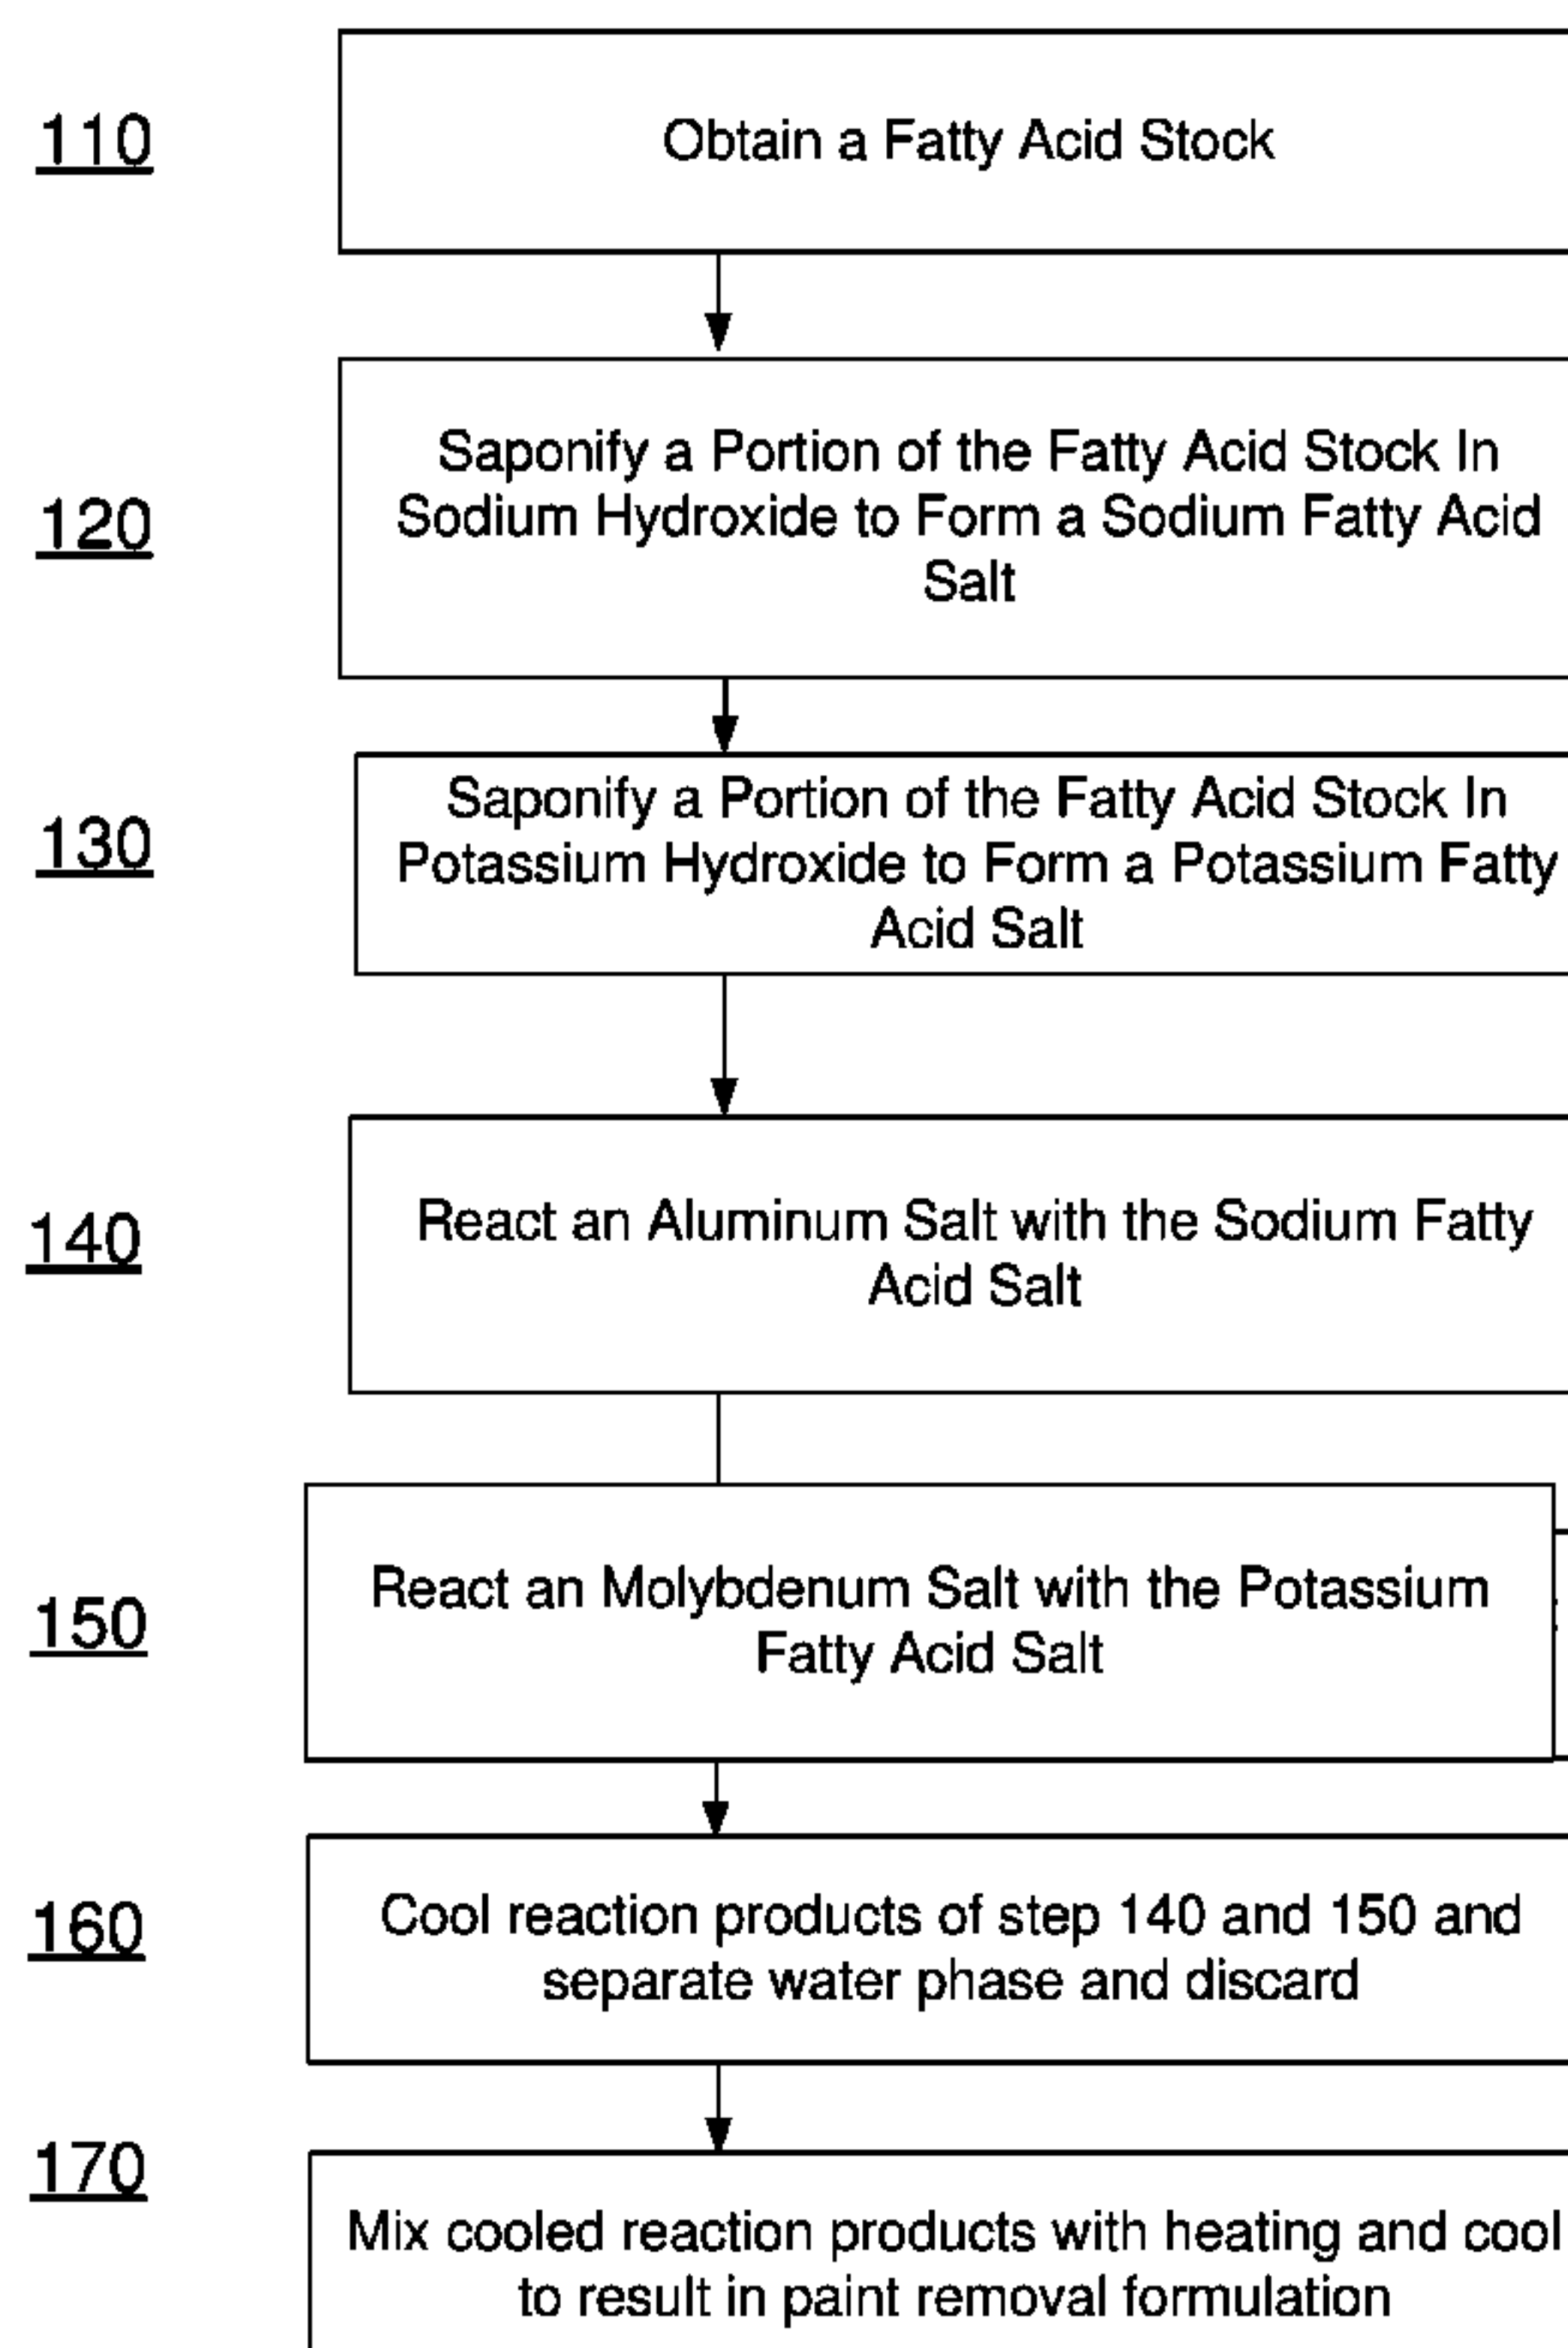 110
Obtain a Fatty Acid Stock
120
Saponify a Portion of the Fatty Acid Stock In
Sodium Hydroxide to Form a Sodium Fatty Acid
Salt
130
Saponify a Portion of the Fatty Acid Stock In
Potassium Hydroxide to Form a Potassium Fatty
Acid Salt
140
React an Aluminum Salt with the Sodium Fatty
Acid Salt
150
React an Molybdenum Salt with the Potassium
Fatty Acid Salt
160
Cool reaction products of step 140 and 150 and
separate water phase and discard
170
Mix cooled reaction products with heating and cool
to result in paint removal formulation